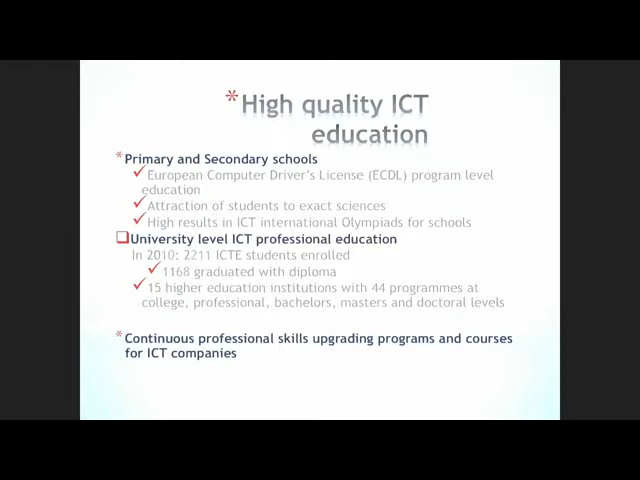 *High quality ICT
education
*Primary and Secondary schools
✓European Computer Driver's License (ECDL) program level
education
✓Attraction of students to exact sciences
✓High results in ICT international Olympiads for schools
❑University level ICT professional education
In 2010: 2211 ICTE students enrolled
✓1168 graduated with diploma
✓15 higher education institutions with 44 programmes at
college, professional, bachelors, masters and doctoral levels
*Continuous professional skills upgrading programs and courses
for ICT companies